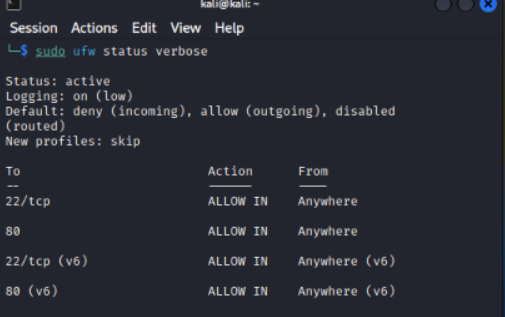 kali@kali: ~
Session Actions Edit View Help
└─$ sudo ufw status verbose
Status: active
Logging: on (low)
Default: deny (incoming), allow (outgoing), disabled
(routed)
New profiles: skip
To Action From
-- ------ ----
22/tcp ALLOW IN Anywhere
80 ALLOW IN Anywhere
22/tcp (v6) ALLOW IN Anywhere (v6)
80 (v6) ALLOW IN Anywhere (v6)